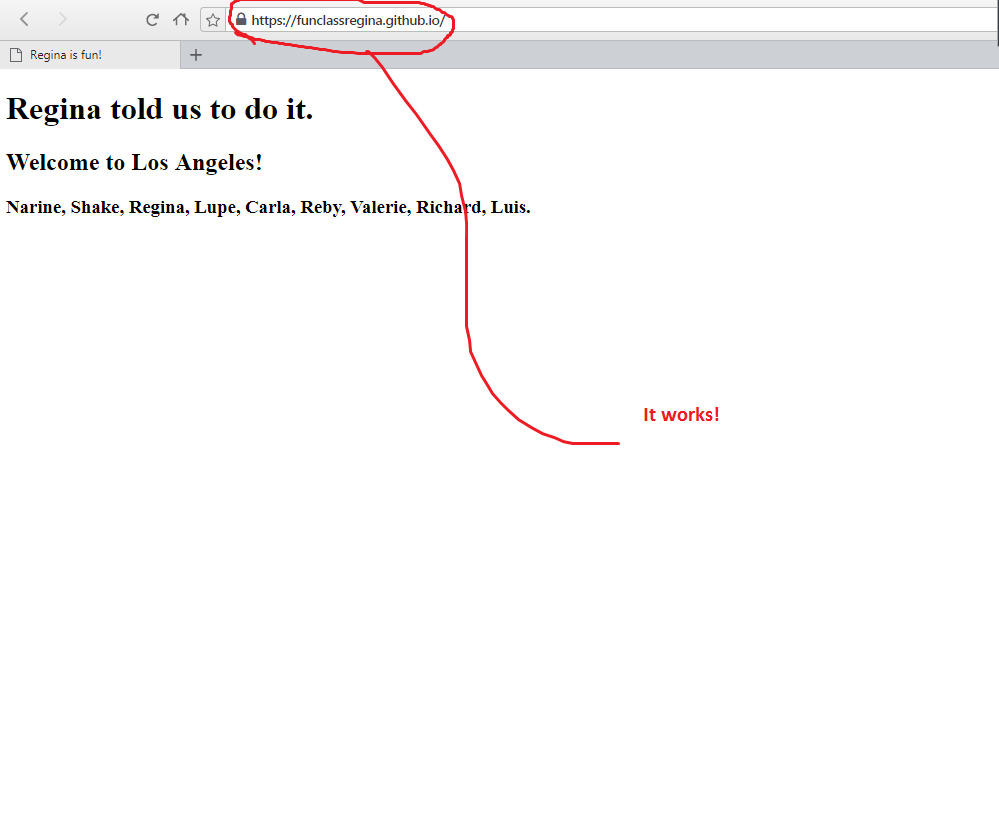 https://funclassregina.github.io/
Regina is fun!
Regina told us to do it.
Welcome to Los Angeles!
Narine, Shake, Regina, Lupe, Carla, Reby, Valerie, Richard, Luis.
It works!